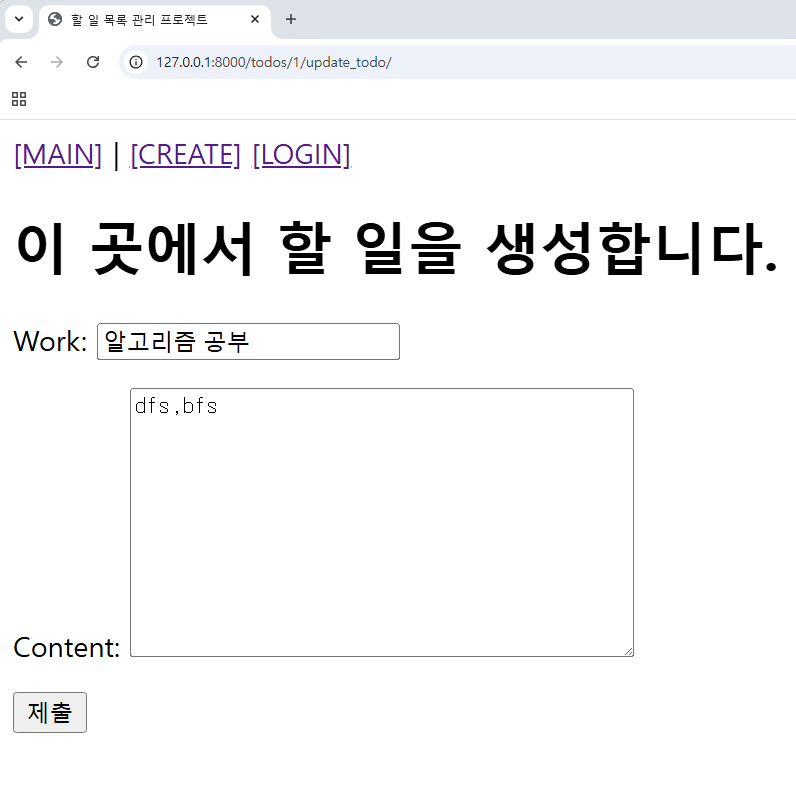 할 일 목록 관리 프로젝트
127.0.0.1:8000/todos/1/update_todo/
[MAIN] | [CREATE] [LOGIN]
이 곳에서 할 일을 생성합니다.
Work: 알고리즘 공부
dfs,bfs
Content:
제출